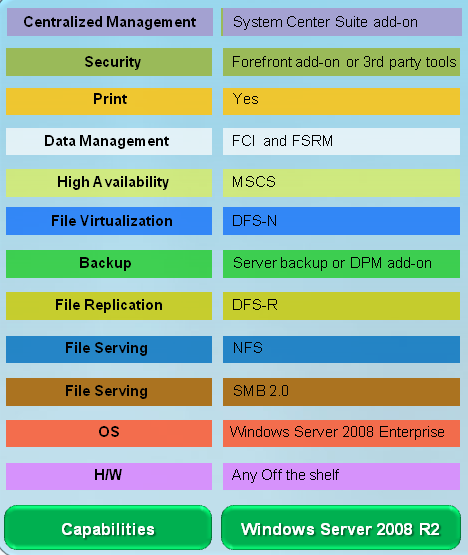 Centralized Management System Center Suite add-on
Security Forefront add-on or 3rd party tools
Print Yes
Data Management FCI and FSRM
High Availability MSCS
File Virtualization DFS-N
Backup Server backup or DPM add-on
File Replication DFS-R
File Serving NFS
File Serving SMB 2.0
OS Windows Server 2008 Enterprise
H/W Any Off the shelf
Capabilities Windows Server 2008 R2